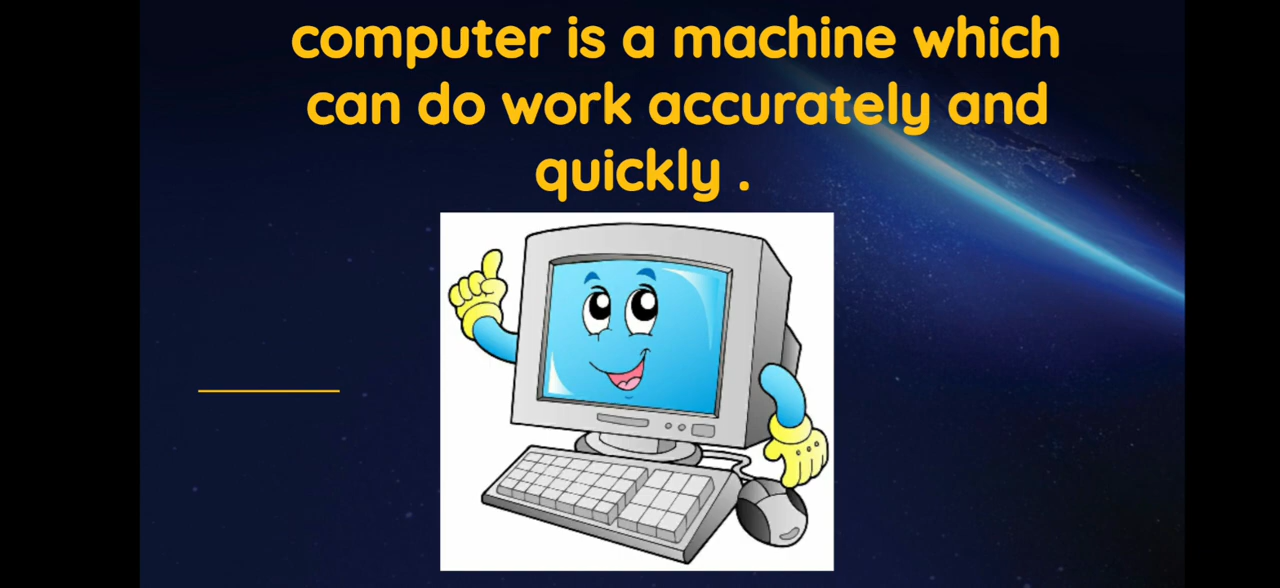 computer is a machine which
can do work accurately and
quickly .